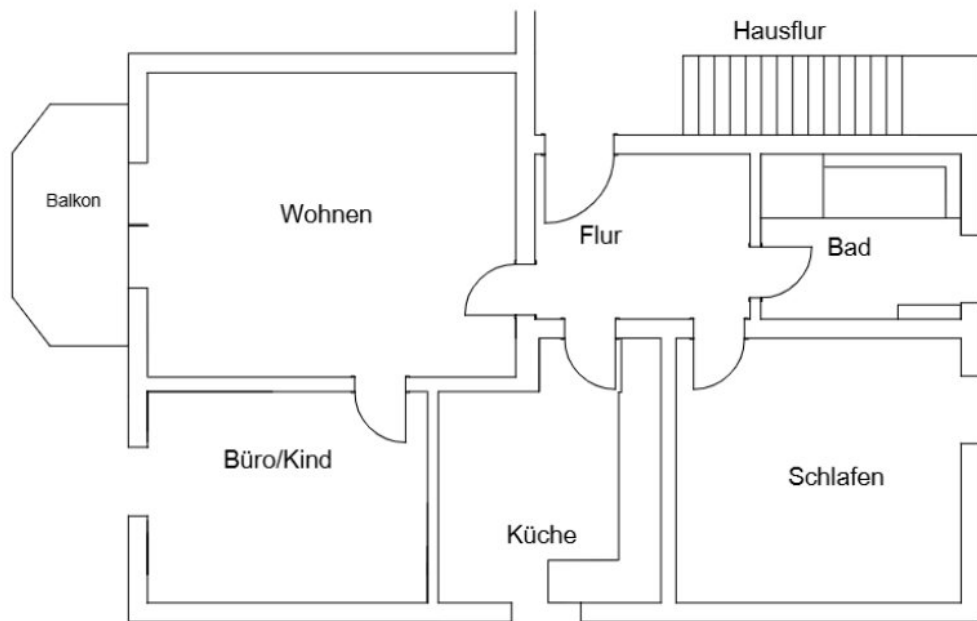 Hausflur
Balkon
Wohnen
Flur
Bad
Büro/Kind
Schlafen
Küche